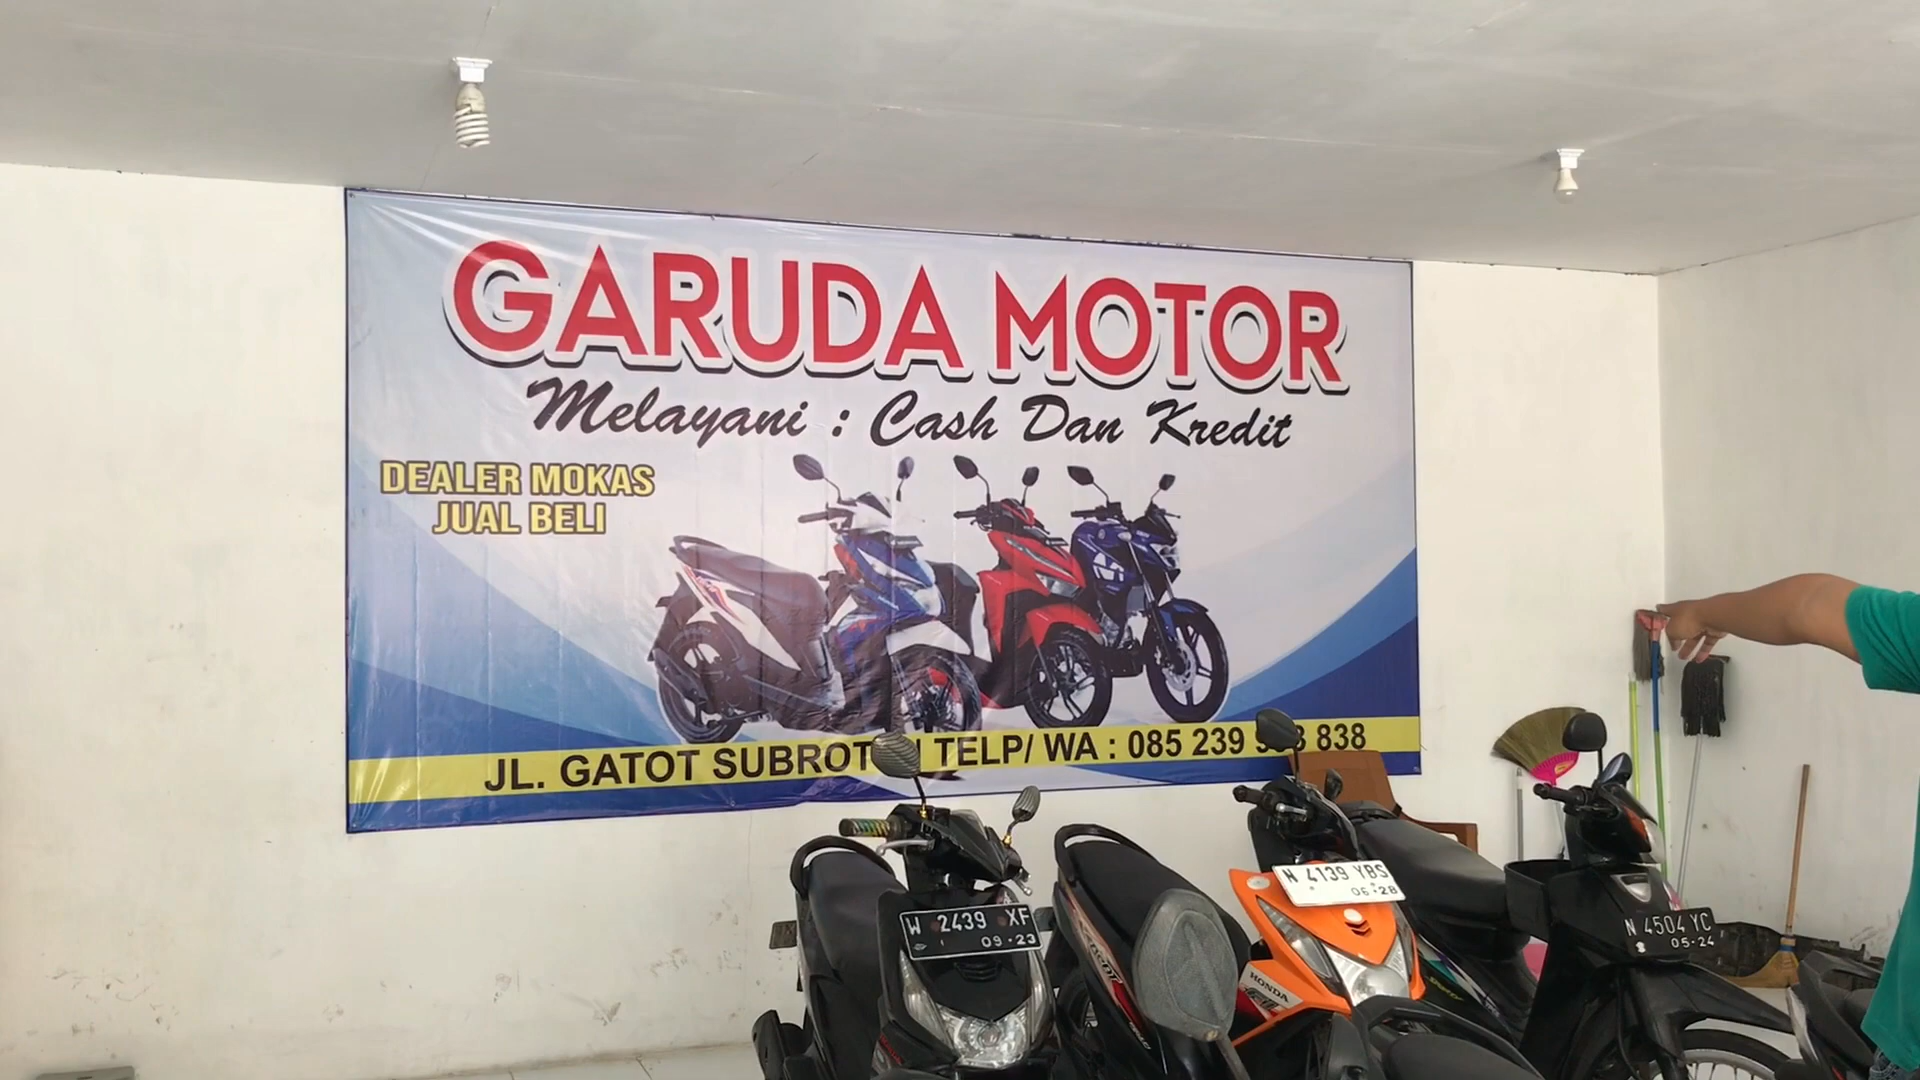 GARUDA MOTOR
Melayani : Cash Dan Kredit
DEALER MOKAS
JUAL BELI
JL. GATOT TELP/ WA : 085 239 838
N 4139 YBS
06-28
W 2439 XF
09-23
N 4504 YC
05-24
HONDA